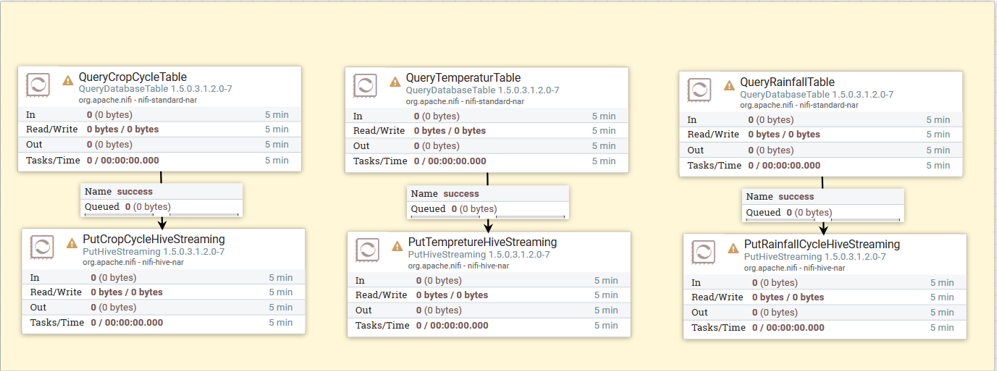 QueryCropCycleTable
QueryDatabaseTable 1.5.0.3.1.2.0-7
org.apache.nifi - nifi-standard-nar
In 0 (0 bytes) 5 min
Read/Write 0 bytes / 0 bytes 5 min
Out 0 (0 bytes) 5 min
Tasks/Time 0 / 00:00:00.000 5 min
Name success
Queued 0 (0 bytes)
PutCropCycleHiveStreaming
PutHiveStreaming 1.5.0.3.1.2.0-7
org.apache.nifi - nifi-hive-nar
In 0 (0 bytes) 5 min
Read/Write 0 bytes / 0 bytes 5 min
Out 0 (0 bytes) 5 min
Tasks/Time 0 / 00:00:00.000 5 min
QueryTemperaturTable
QueryDatabaseTable 1.5.0.3.1.2.0-7
org.apache.nifi - nifi-standard-nar
In 0 (0 bytes) 5 min
Read/Write 0 bytes / 0 bytes 5 min
Out 0 (0 bytes) 5 min
Tasks/Time 0 / 00:00:00.000 5 min
Name success
Queued 0 (0 bytes)
PutTempretureHiveStreaming
PutHiveStreaming 1.5.0.3.1.2.0-7
org.apache.nifi - nifi-hive-nar
In 0 (0 bytes) 5 min
Read/Write 0 bytes / 0 bytes 5 min
Out 0 (0 bytes) 5 min
Tasks/Time 0 / 00:00:00.000 5 min
QueryRainfallTable
QueryDatabaseTable 1.5.0.3.1.2.0-7
org.apache.nifi - nifi-standard-nar
In 0 (0 bytes) 5 min
Read/Write 0 bytes / 0 bytes 5 min
Out 0 (0 bytes) 5 min
Tasks/Time 0 / 00:00:00.000 5 min
Name success
Queued 0 (0 bytes)
PutRainfallCycleHiveStreaming
PutHiveStreaming 1.5.0.3.1.2.0-7
org.apache.nifi - nifi-hive-nar
In 0 (0 bytes) 5 min
Read/Write 0 bytes / 0 bytes 5 min
Out 0 (0 bytes) 5 min
Tasks/Time 0 / 00:00:00.000 5 min